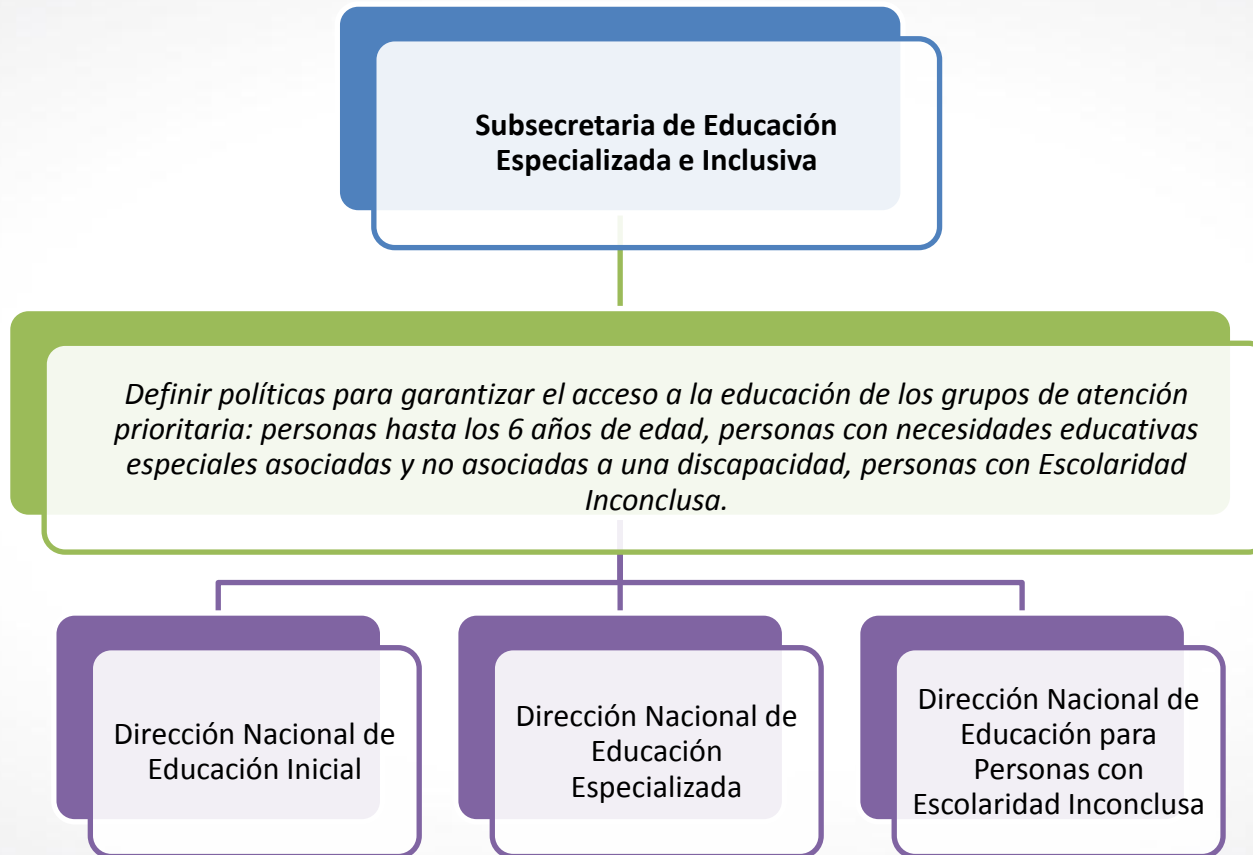 Subsecretaria de Educación
Especializada e Inclusiva
Definir políticas para garantizar el acceso a la educación de los grupos de atención
prioritaria: personas hasta los 6 años de edad, personas con necesidades educativas
especiales asociadas y no asociadas a una discapacidad, personas con Escolaridad
Inconclusa.
Dirección Nacional de
Educación Inicial
Dirección Nacional de
Educación
Especializada
Dirección Nacional de
Educación para
Personas con
Escolaridad Inconclusa